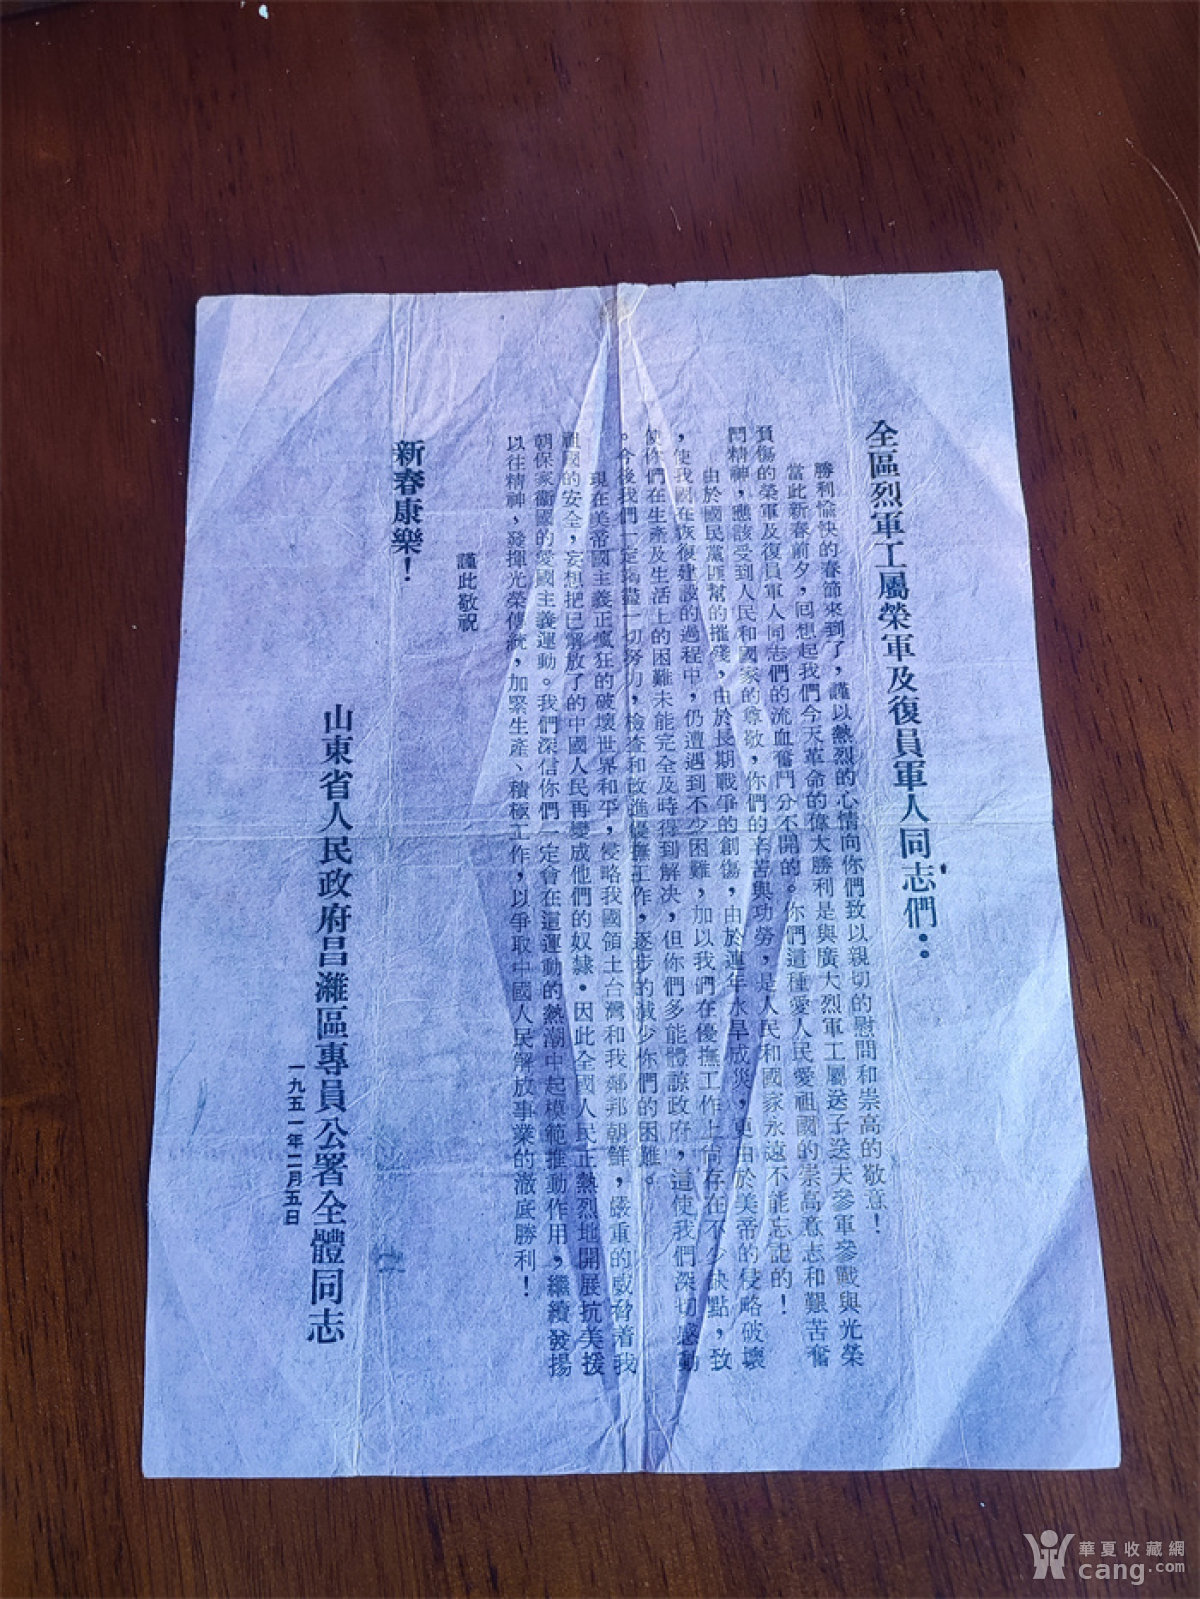 全區烈軍工屬榮軍及復員軍人同志們：
勝利愉快的春節來到了，謹以熱烈的心情向你們致以親切的慰問和崇高的敬意！
當此新春前夕，回想起我們今天革命的偉大勝利是與廣大烈軍工屬送子送夫參軍參戰與光榮
負傷的榮軍及復員軍人同志們的流血奮鬥分不開的。你們這種愛人民愛祖國的崇高意志和艱苦奮
鬥精神，應該受到人民和國家的尊敬，你們的辛苦與功勞，是人民和國家永遠不能忘記的！
由於國民黨匪幫的摧殘，由於長期戰爭的創傷，由於連年水旱成災，更由於美帝的侵略破壞
，使我國在恢復建設的過程中，仍遭遇到不少困難，加以我們在優撫工作上尚存在不少缺點，致
使你們在生產及生活上的困難未能完全及時得到解决，但你們多能體諒政府，這使我們深切感動
。今後我們一定竭盡一切努力，檢查和改進優撫工作，逐步的減少你們的困難。
現在美帝國主義正瘋狂的破壞世界和平，侵略我國領土台灣和我鄰邦朝鮮，嚴重的威脅着我
祖國的安全，妄想把已解放了的中國人民再變成他們的奴隸．因此全國人民正熱烈地開展抗美援
朝保家衞國的愛國主義運動。我們深信你們一定會在這運動的熱潮中起模範推動作用，繼續發揚
以往精神，發揮光榮傳統，加緊生產、積極工作，以爭取中國人民解放事業的澈底勝利！
謹此敬祝
新春康樂！
山東省人民政府昌濰區專員公署全體同志
一九五一年二月五日
華夏收藏網
cang.com